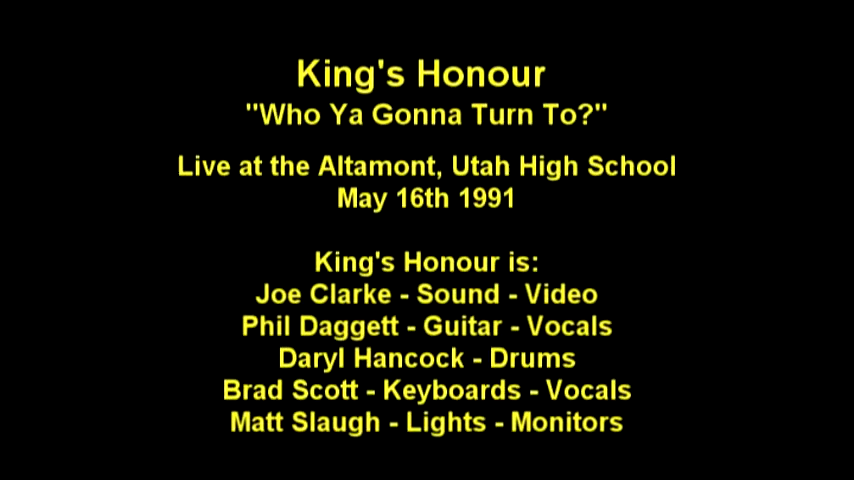 King's Honour
"Who Ya Gonna Turn To?"
Live at the Altamont, Utah High School
May 16th 1991
King's Honour is:
Joe Clarke - Sound - Video
Phil Daggett - Guitar - Vocals
Daryl Hancock - Drums
Brad Scott - Keyboards - Vocals
Matt Slaugh - Lights - Monitors